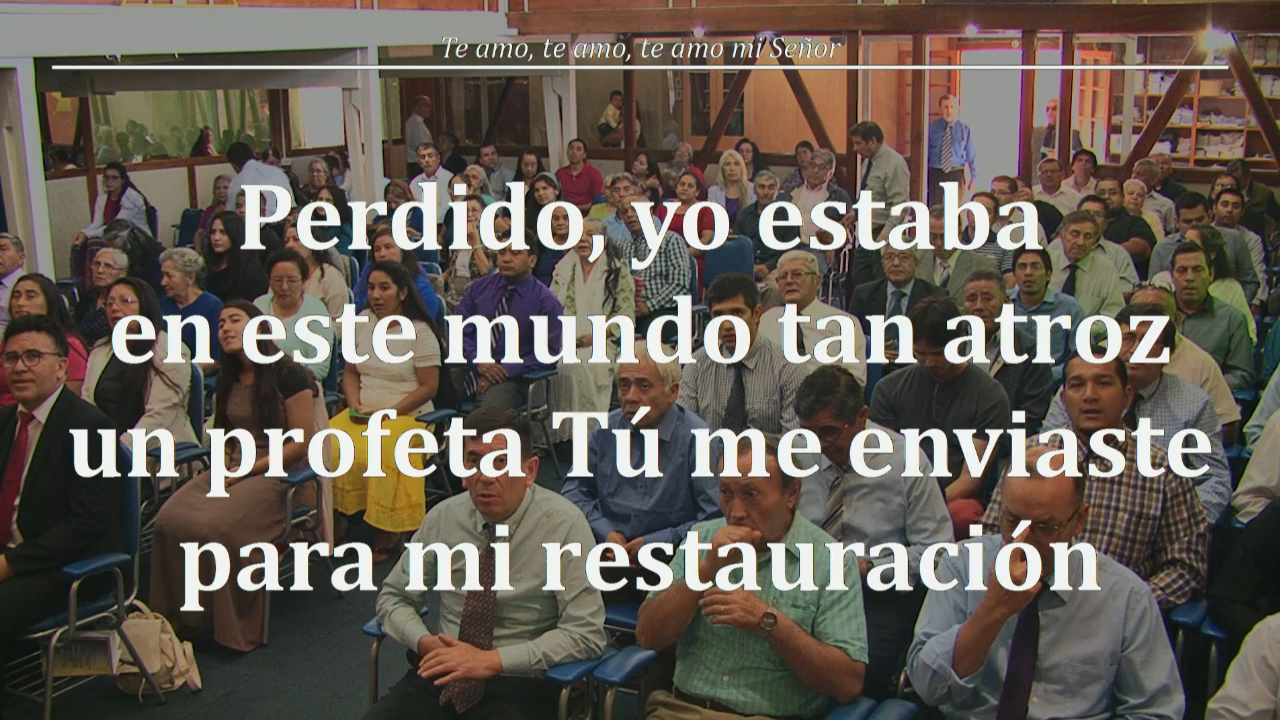 Te amo, te amo, te amo mi Señor
Perdido, yo estaba
en este mundo tan atroz
un profeta Tú me enviaste
para mi restauración